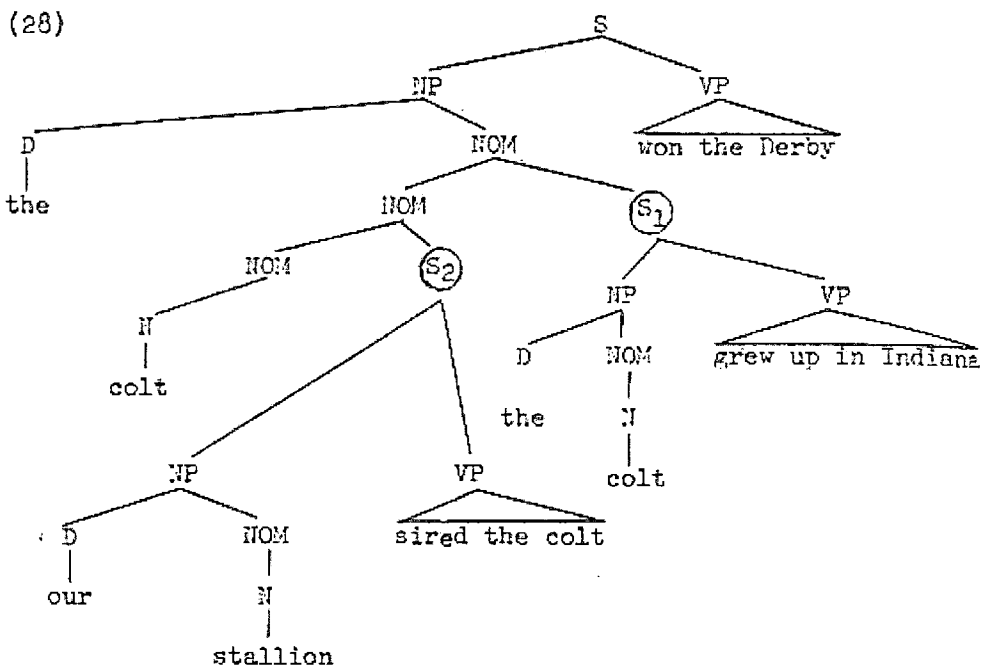 (28)
S
NP VP
D NOM won the Derby
the NOM S1
NOM S2
N NP VP
colt D NOM grew up in Indiana
the N
colt
NP VP
D NOM sired the colt
our N
stallion